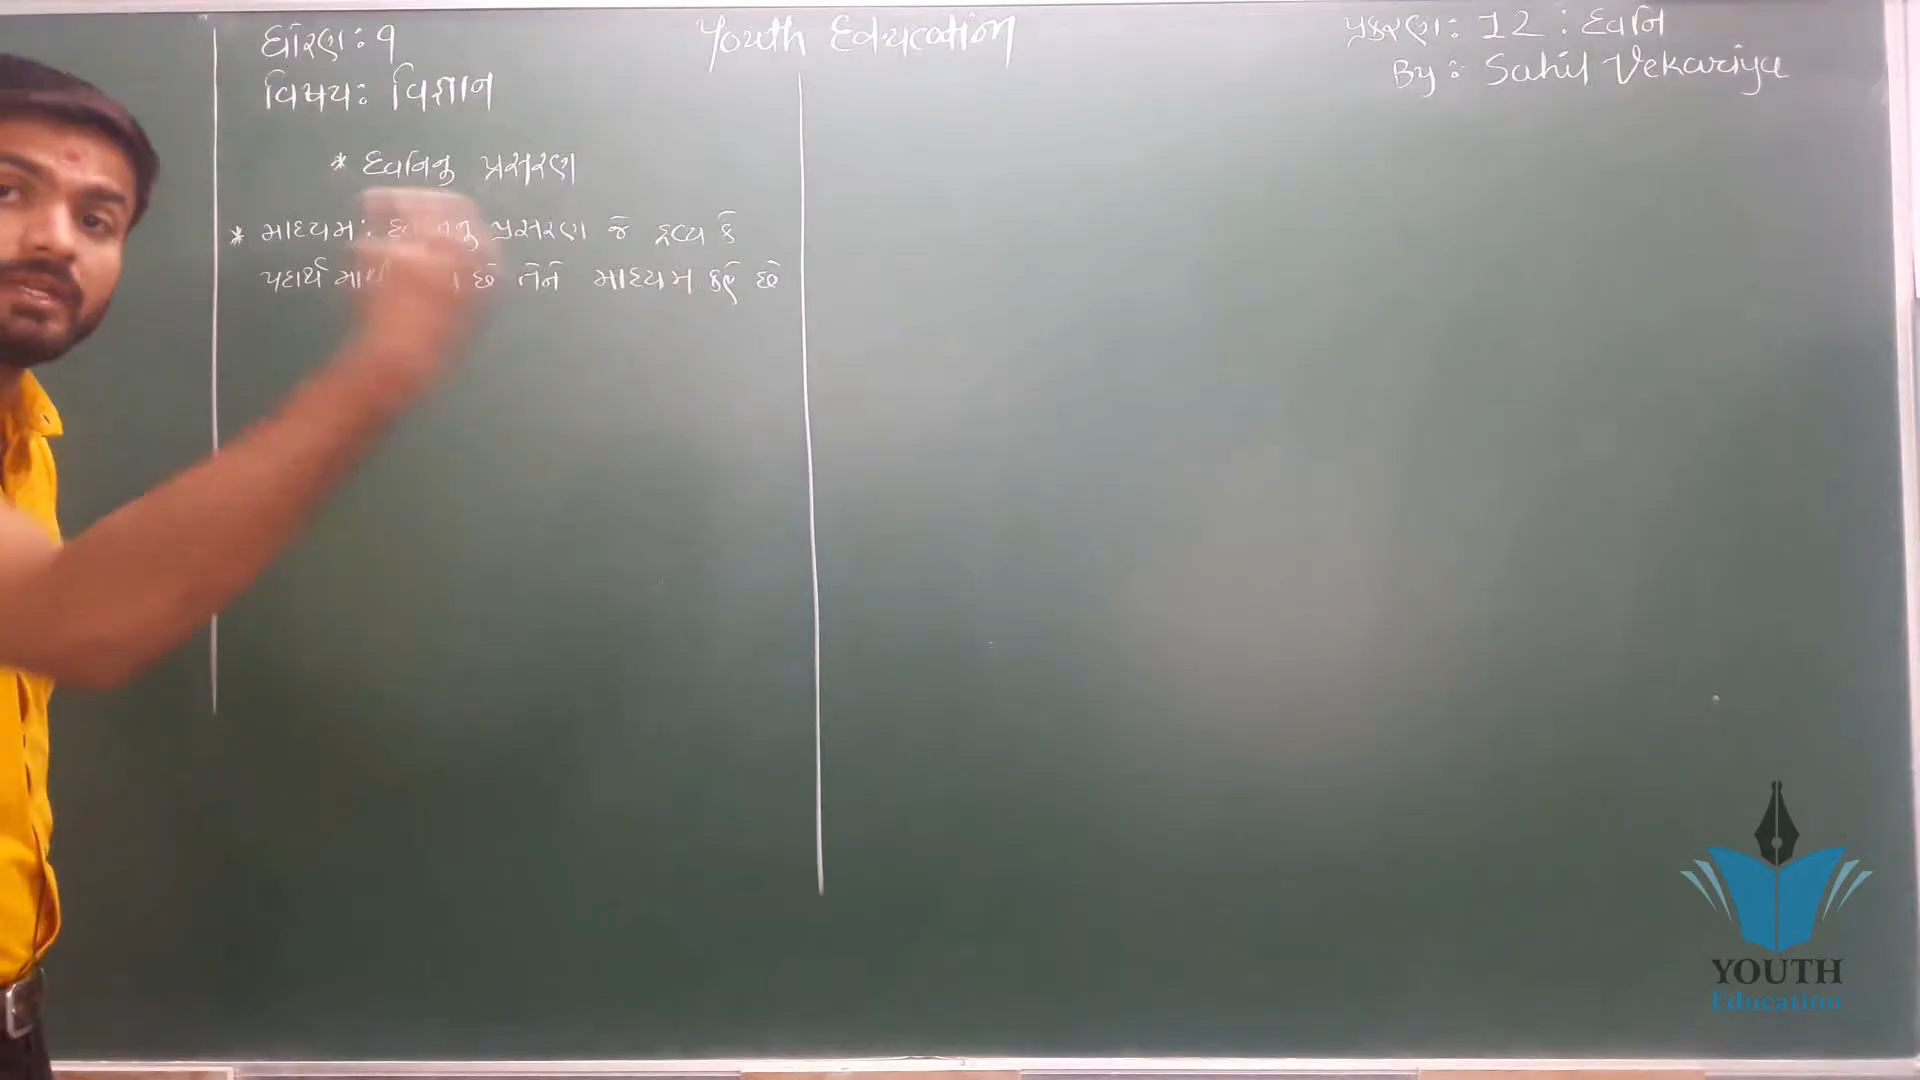 ધોરણ: ૧
વિષય: વિજ્ઞાન
Youth Education
પ્રકરણ: 12 : ધ્વનિ
By: Sahil Vekariya
* ધ્વનિનુ પ્રસરણ
* માધ્યમ: પ્રસરણ જે દ્રવ્ય કે
પદાર્થ છે તેને માધ્યમ કહે છે
YOUTH
Education